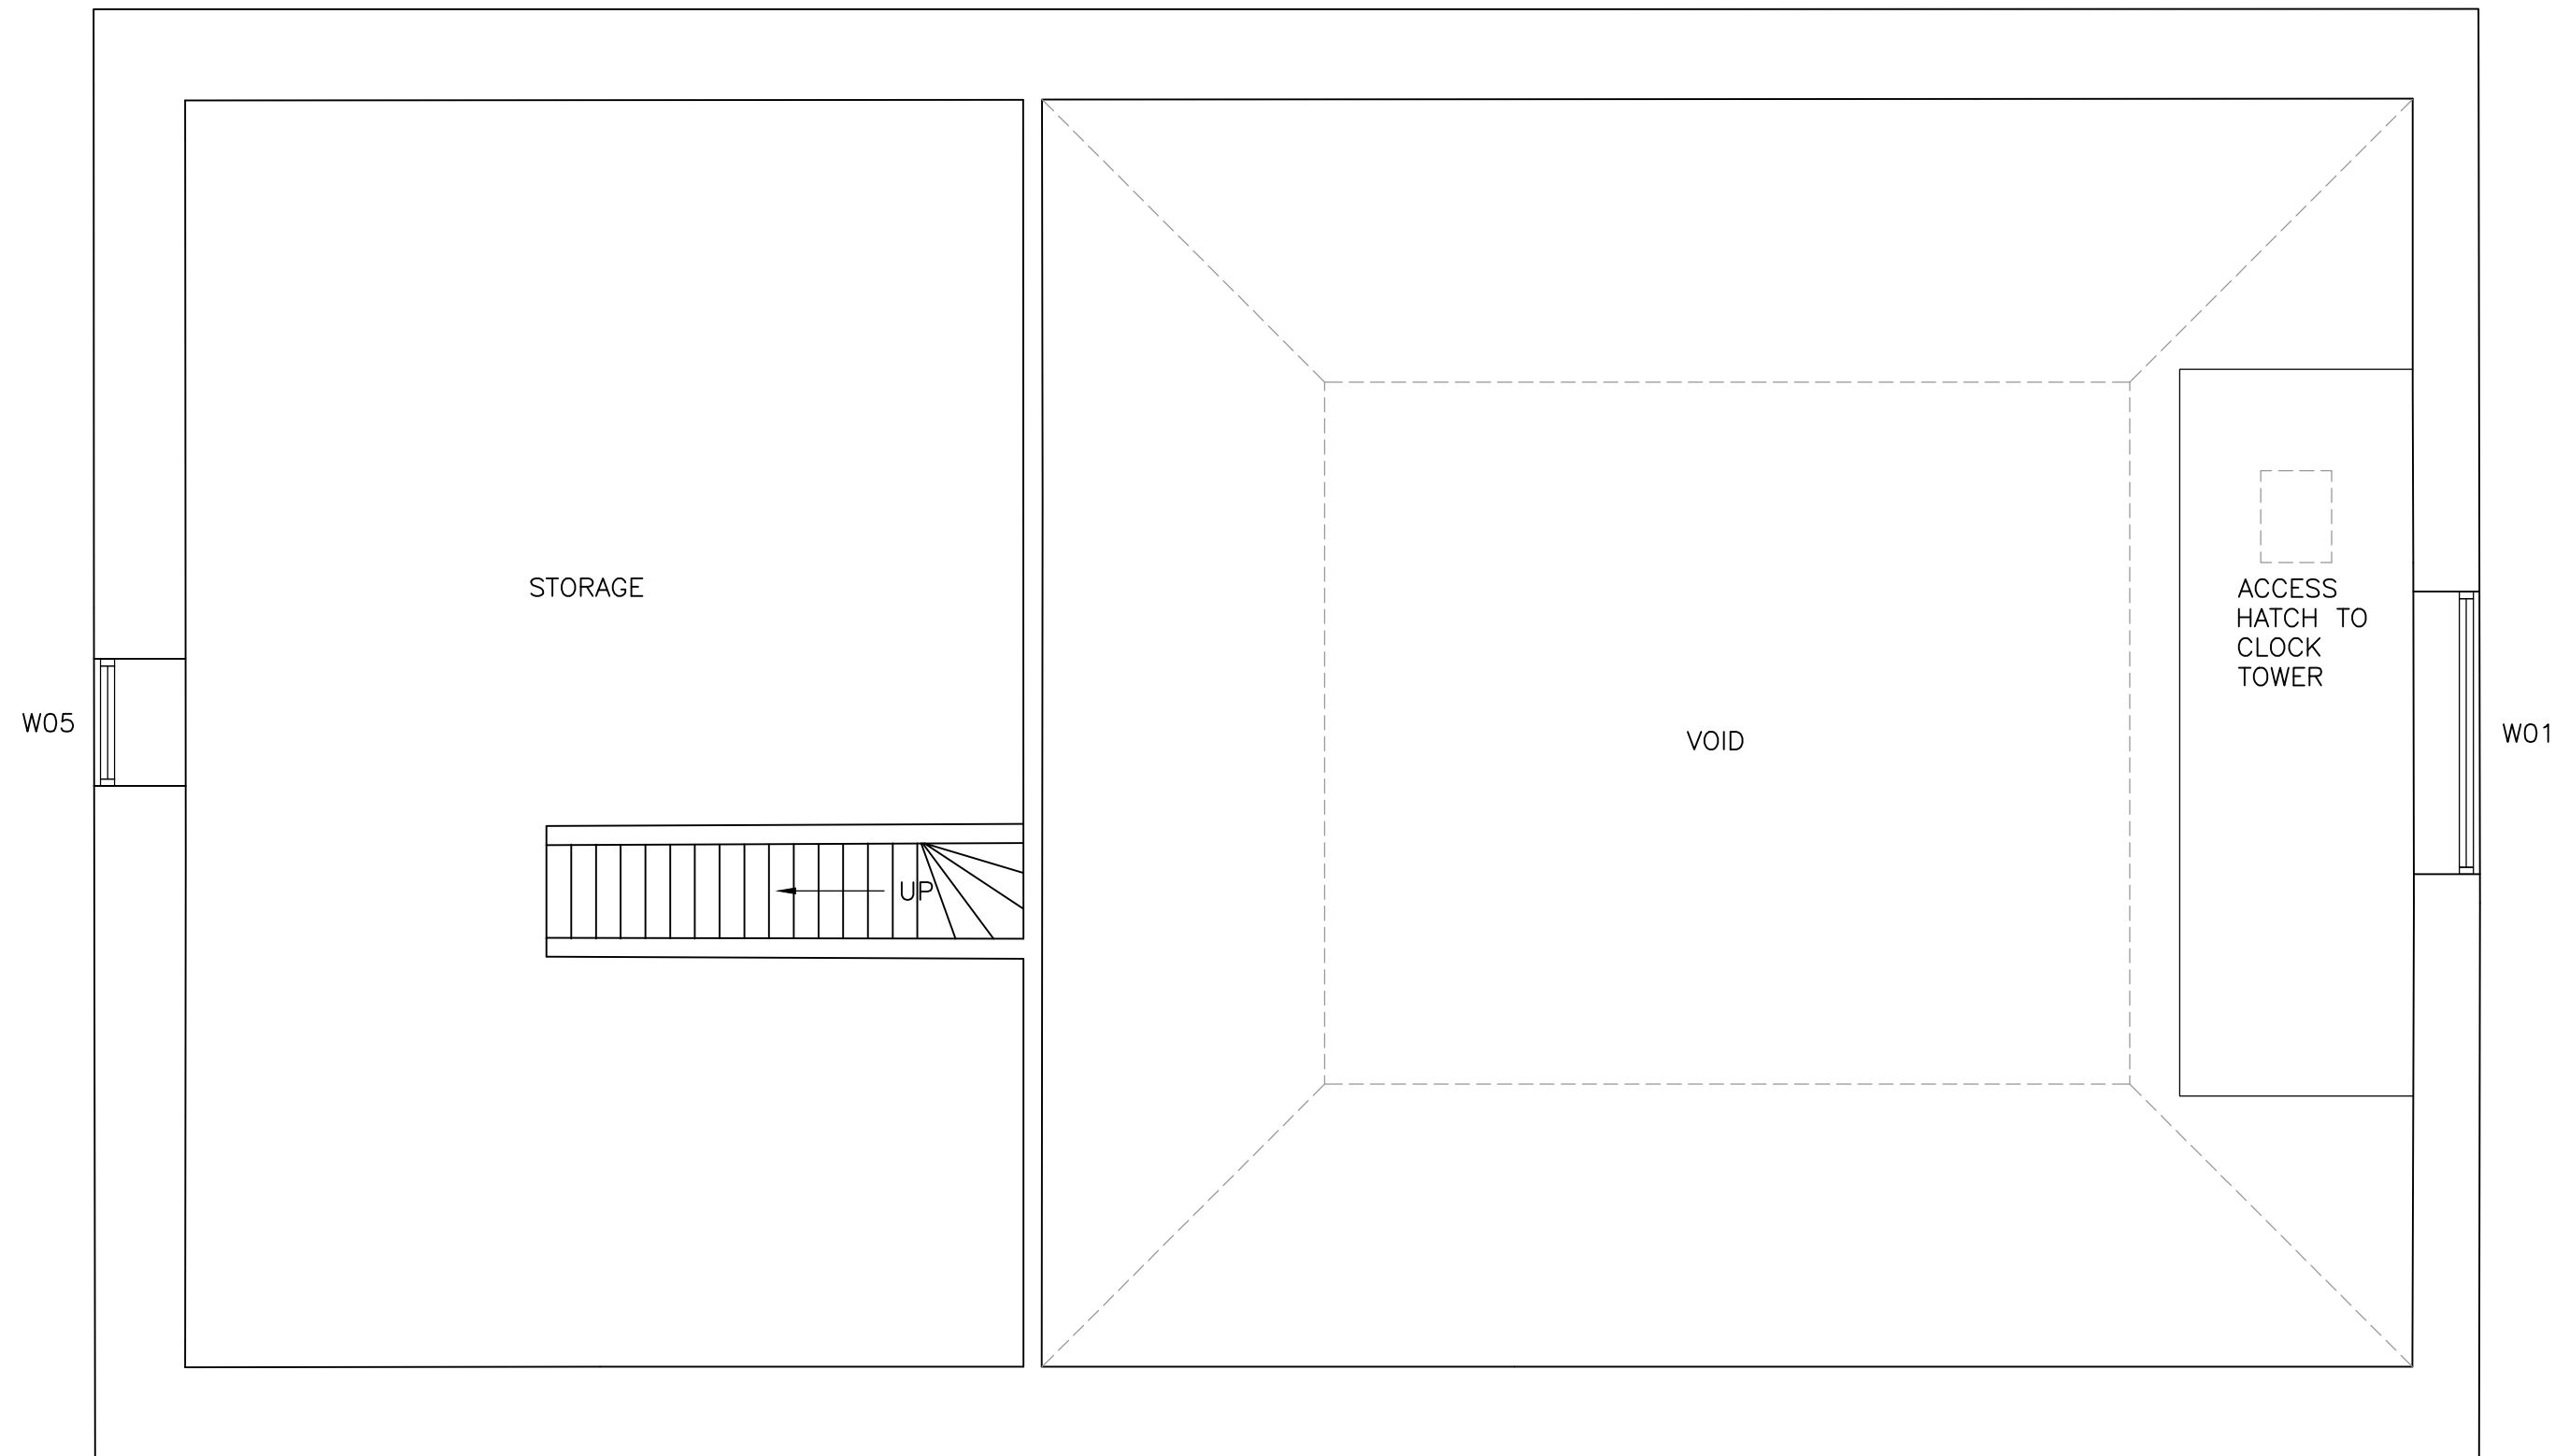 STORAGE
ACCESS
HATCH TO
CLOCK
TOWER
W05
VOID
W01
UP